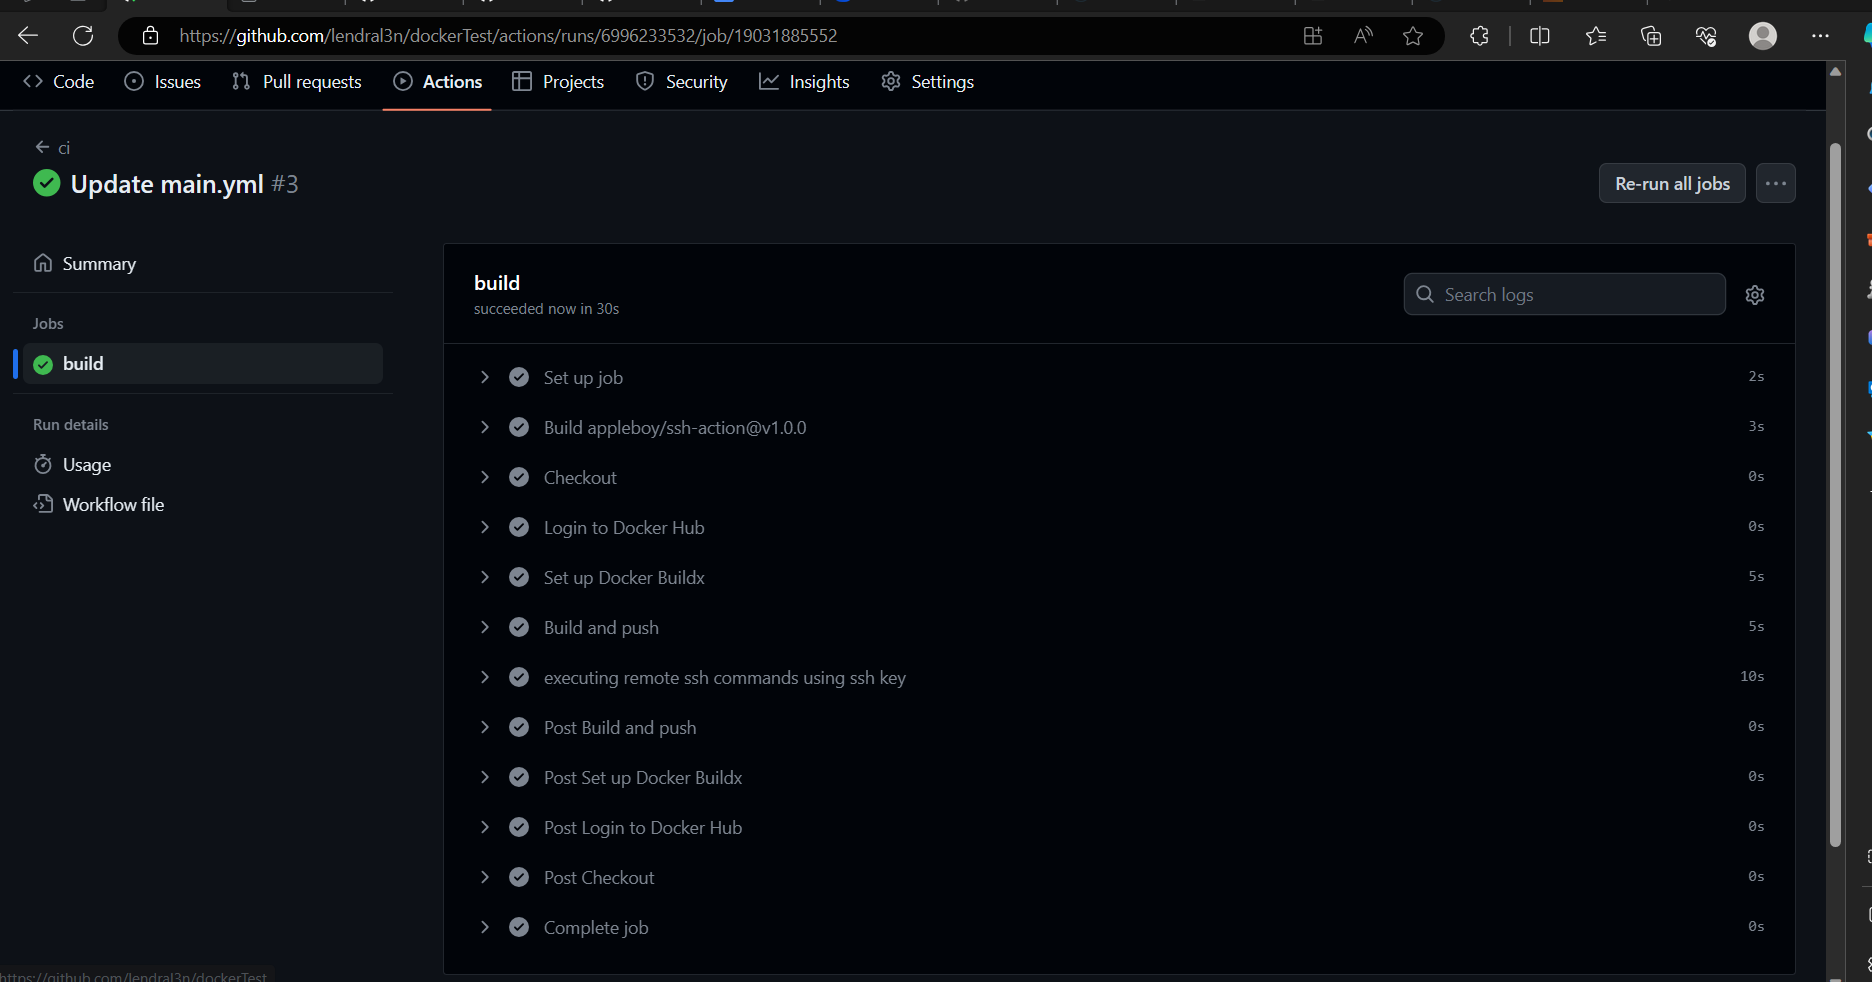 https://github.com/lendral3n/dockerTest/actions/runs/6996233532/job/19031885552
Code Issues Pull requests Actions Projects Security Insights Settings
ci
Update main.yml #3
Re-run all jobs
Summary
Jobs
build
Run details
Usage
Workflow file
build
succeeded now in 30s
Search logs
Set up job 2s
Build appleboy/ssh-action@v1.0.0 3s
Checkout 0s
Login to Docker Hub 0s
Set up Docker Buildx 5s
Build and push 5s
executing remote ssh commands using ssh key 10s
Post Build and push 0s
Post Set up Docker Buildx 0s
Post Login to Docker Hub 0s
Post Checkout 0s
Complete job 0s
https://github.com/lendral3n/dockerTest